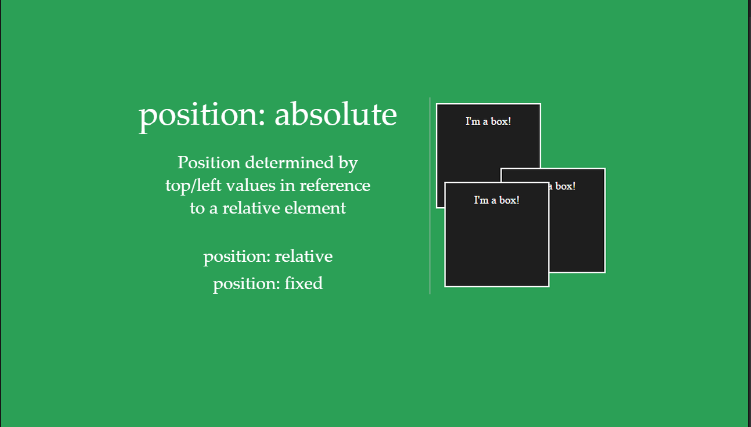 position: absolute
Position determined by
top/left values in reference
to a relative element
position: relative
position: fixed
I'm a box!
box!
I'm a box!